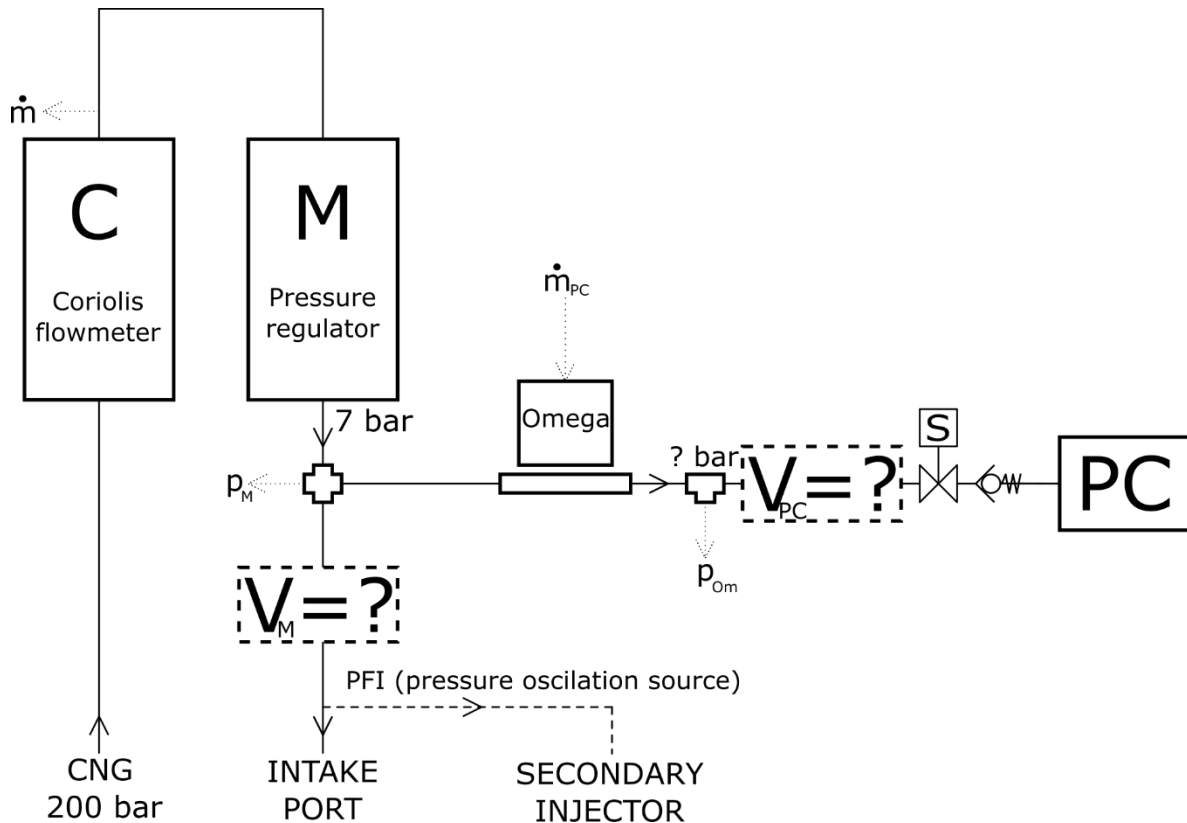 ṁ
C
Coriolis
flowmeter
M
Pressure
regulator
ṁPC
Omega
7 bar
? bar
S
pM
VPC=?
PC
pOm
VM=?
PFI (pressure oscilation source)
CNG
200 bar
INTAKE
PORT
SECONDARY
INJECTOR